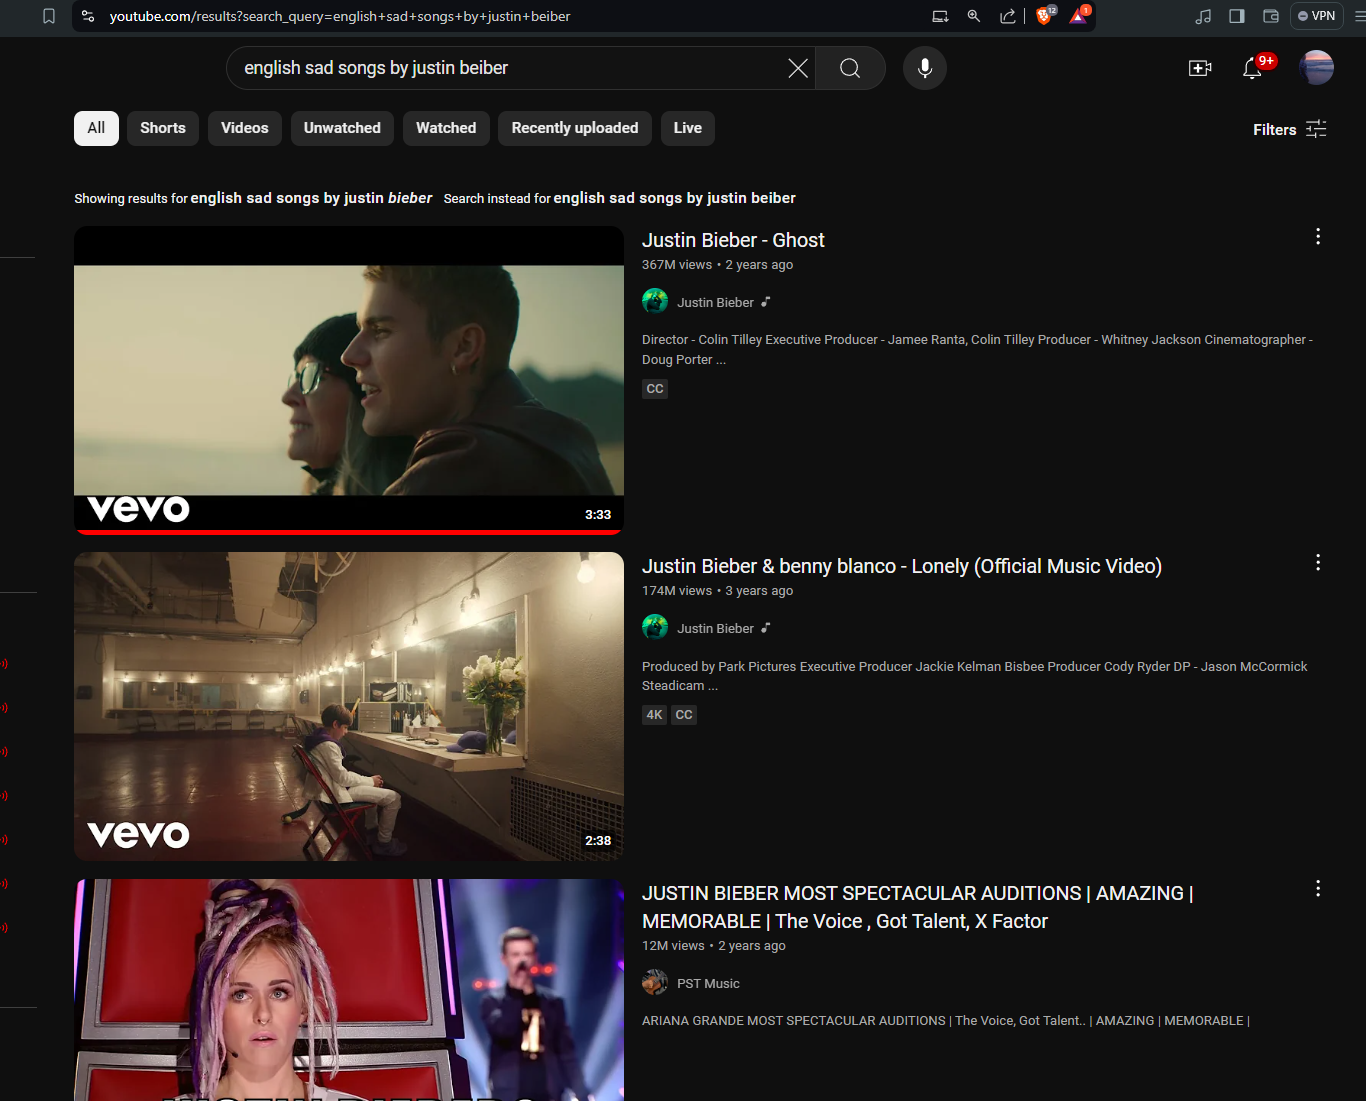 youtube.com/results?search_query=english+sad+songs+by+justin+beiber
12
1
VPN
english sad songs by justin beiber
9+
All
Shorts
Videos
Unwatched
Watched
Recently uploaded
Live
Filters
Showing results for english sad songs by justin bieber Search instead for english sad songs by justin beiber
vevo
3:33
Justin Bieber - Ghost
367M views • 2 years ago
Justin Bieber
Director - Colin Tilley Executive Producer - Jamee Ranta, Colin Tilley Producer - Whitney Jackson Cinematographer -
Doug Porter ...
CC
vevo
2:38
Justin Bieber & benny blanco - Lonely (Official Music Video)
174M views • 3 years ago
Justin Bieber
Produced by Park Pictures Executive Producer Jackie Kelman Bisbee Producer Cody Ryder DP - Jason McCormick
Steadicam ...
4K CC
JUSTIN BIEBER MOST SPECTACULAR AUDITIONS | AMAZING |
MEMORABLE | The Voice , Got Talent, X Factor
12M views • 2 years ago
PST Music
ARIANA GRANDE MOST SPECTACULAR AUDITIONS | The Voice, Got Talent.. | AMAZING | MEMORABLE |